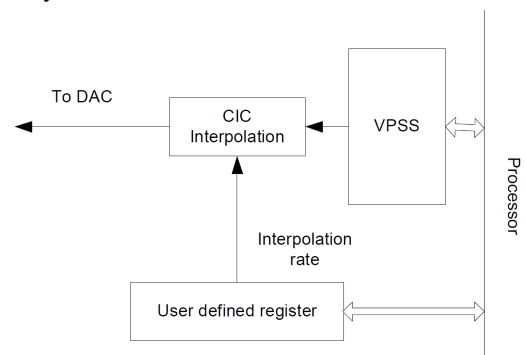 To DAC
CIC
Interpolation
VPSS
Processor
Interpolation
rate
User defined register